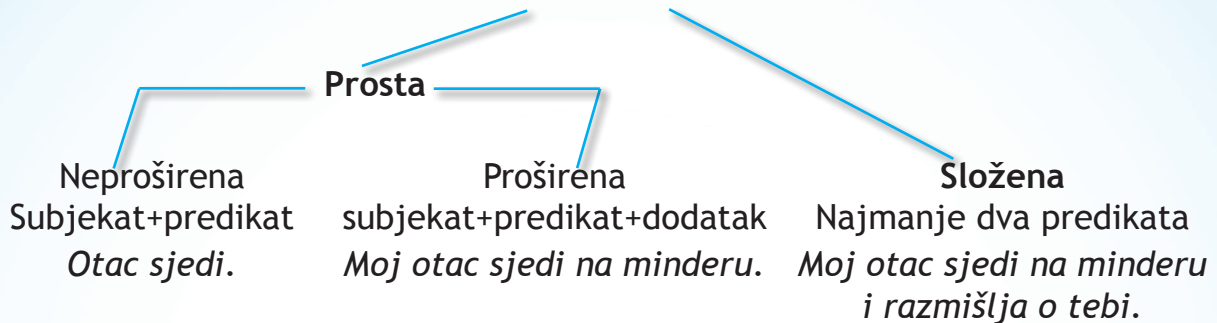 Prosta
Neproširena
Subjekat+predikat
Otac sjedi.
Proširena
subjekat+predikat+dodatak
Moj otac sjedi na minderu.
Složena
Najmanje dva predikata
Moj otac sjedi na minderu
i razmišlja o tebi.